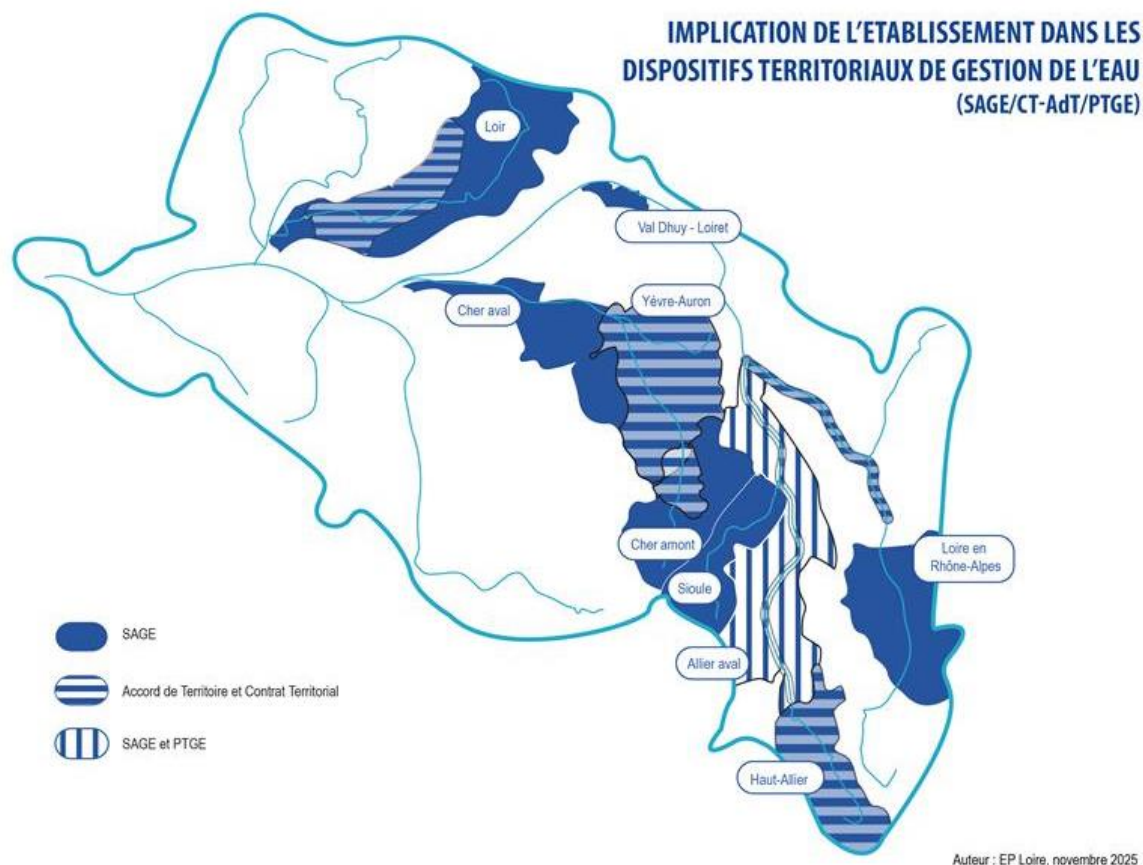 IMPLICATION DE L'ETABLISSEMENT DANS LES
DISPOSITIFS TERRITORIAUX DE GESTION DE L'EAU
(SAGE/CT-AdT/PTGE)
Loir
Val Dhuy - Loiret
Cher aval
Yèvre-Auron
Cher amont
Loire en
Rhône-Alpes
Sioule
Allier aval
Haut-Allier
SAGE
Accord de Territoire et Contrat Territorial
SAGE et PTGE
Auteur : EP Loire, novembre 2025